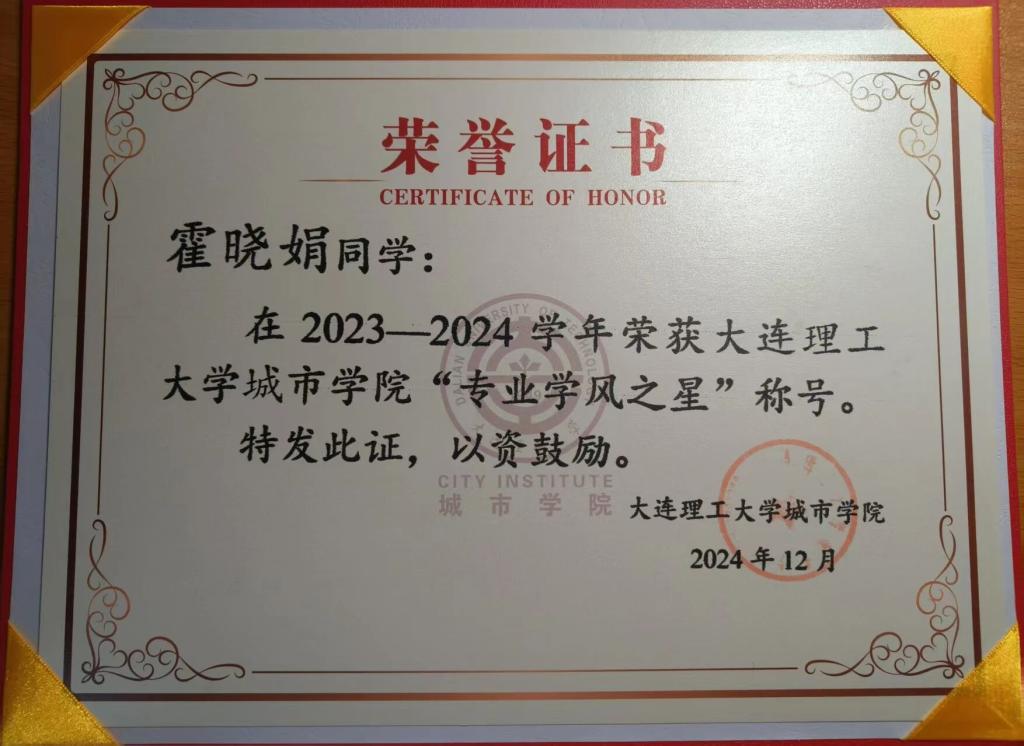 荣誉证书
CERTIFICATE OF HONOR
霍晓娟同学：
在 2023—2024 学年荣获大连理工
大学城市学院“专业学风之星”称号。
特发此证，以资鼓励。
CITY INSTITUTE
城市学院
大连理工大学城市学院
2024 年 12 月